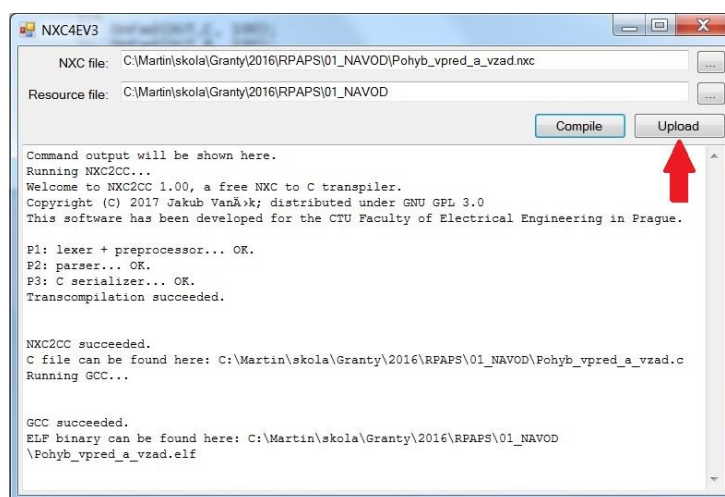 NXC4EV3
NXC file: C:\Martin\skola\Granty\2016\RPAPS\01_NAVOD\Pohyb_vpred_a_vzad.nxc ...
Resource file: C:\Martin\skola\Granty\2016\RPAPS\01_NAVOD ...
Compile Upload
Command output will be shown here.
Running NXC2CC...
Welcome to NXC2CC 1.00, a free NXC to C transpiler.
Copyright (C) 2017 Jakub VanÄ›k; distributed under GNU GPL 3.0
This software has been developed for the CTU Faculty of Electrical Engineering in Prague.
P1: lexer + preprocessor... OK.
P2: parser... OK.
P3: C serializer... OK.
Transcompilation succeeded.
NXC2CC succeeded.
C file can be found here: C:\Martin\skola\Granty\2016\RPAPS\01_NAVOD\Pohyb_vpred_a_vzad.c
Running GCC...
GCC succeeded.
ELF binary can be found here: C:\Martin\skola\Granty\2016\RPAPS\01_NAVOD
\Pohyb_vpred_a_vzad.elf